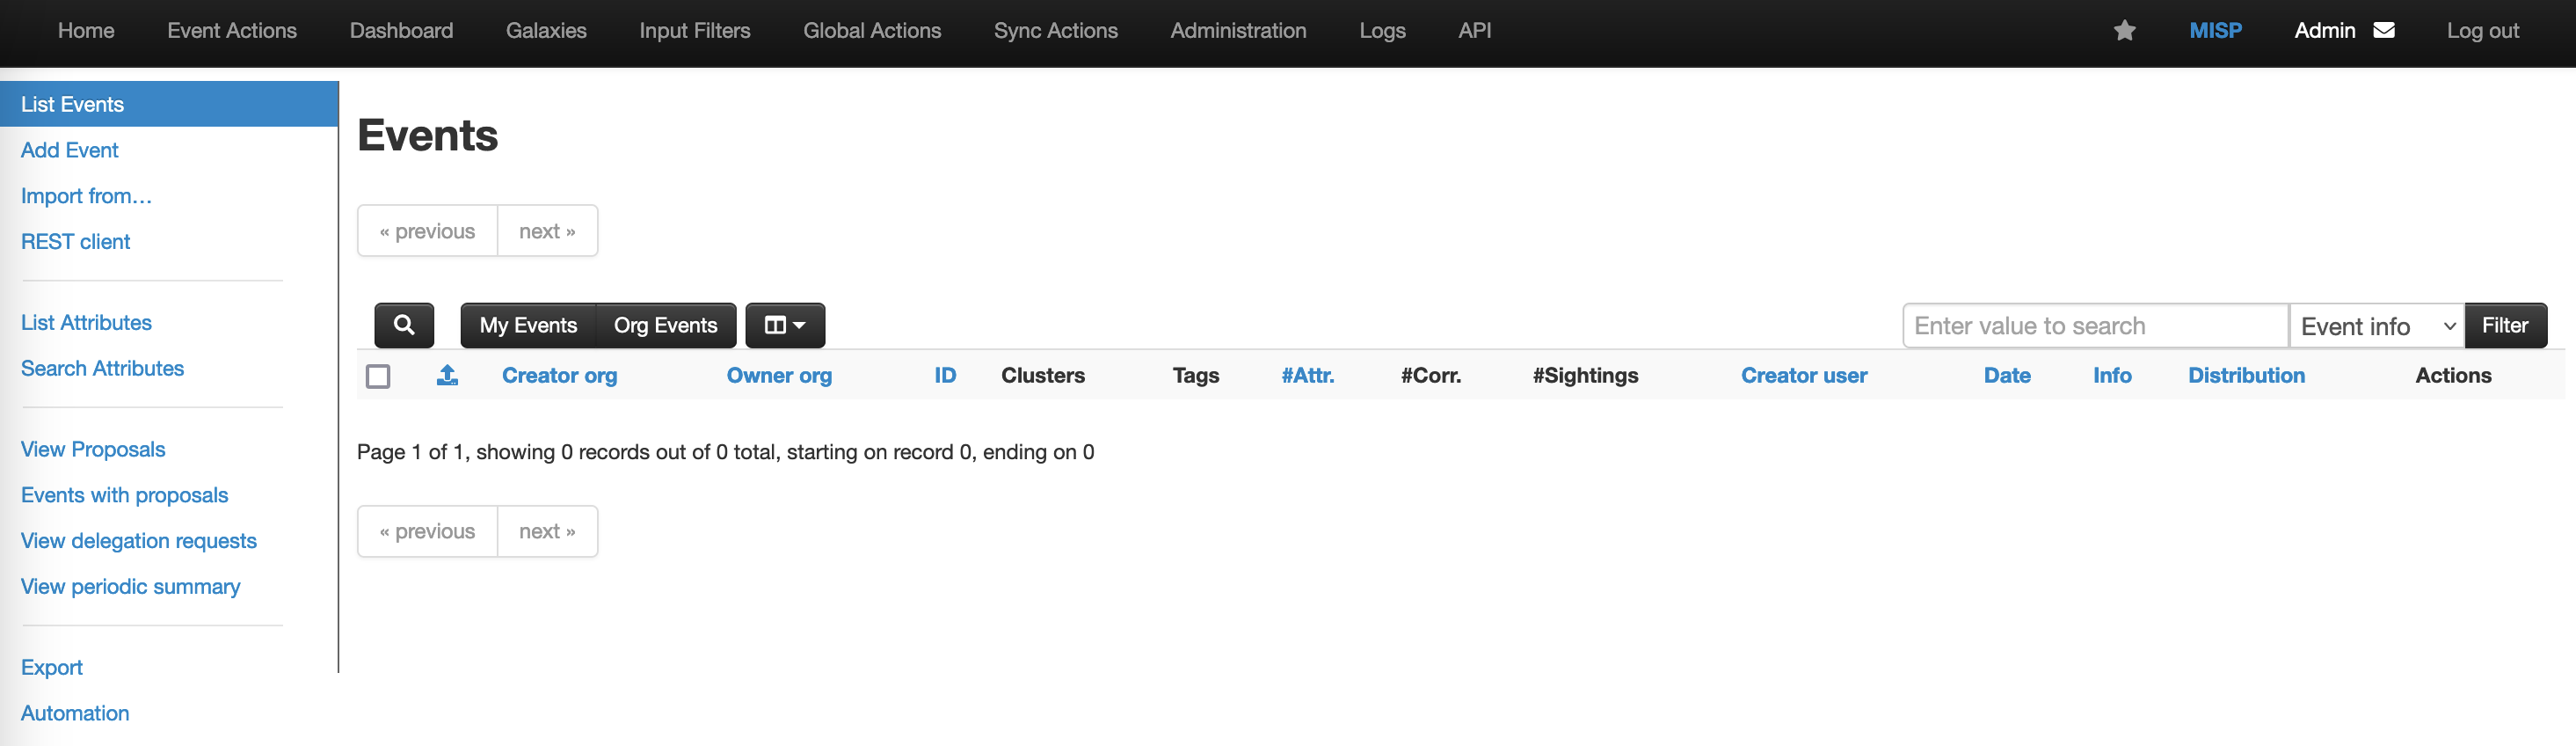 Home Event Actions Dashboard Galaxies Input Filters Global Actions Sync Actions Administration Logs API MISP Admin Log out
List Events
Add Event
Import from…
REST client
List Attributes
Search Attributes
View Proposals
Events with proposals
View delegation requests
View periodic summary
Export
Automation
Events
« previous next »
My Events Org Events Enter value to search Event info Filter
Creator org Owner org ID Clusters Tags #Attr. #Corr. #Sightings Creator user Date Info Distribution Actions
Page 1 of 1, showing 0 records out of 0 total, starting on record 0, ending on 0
« previous next »